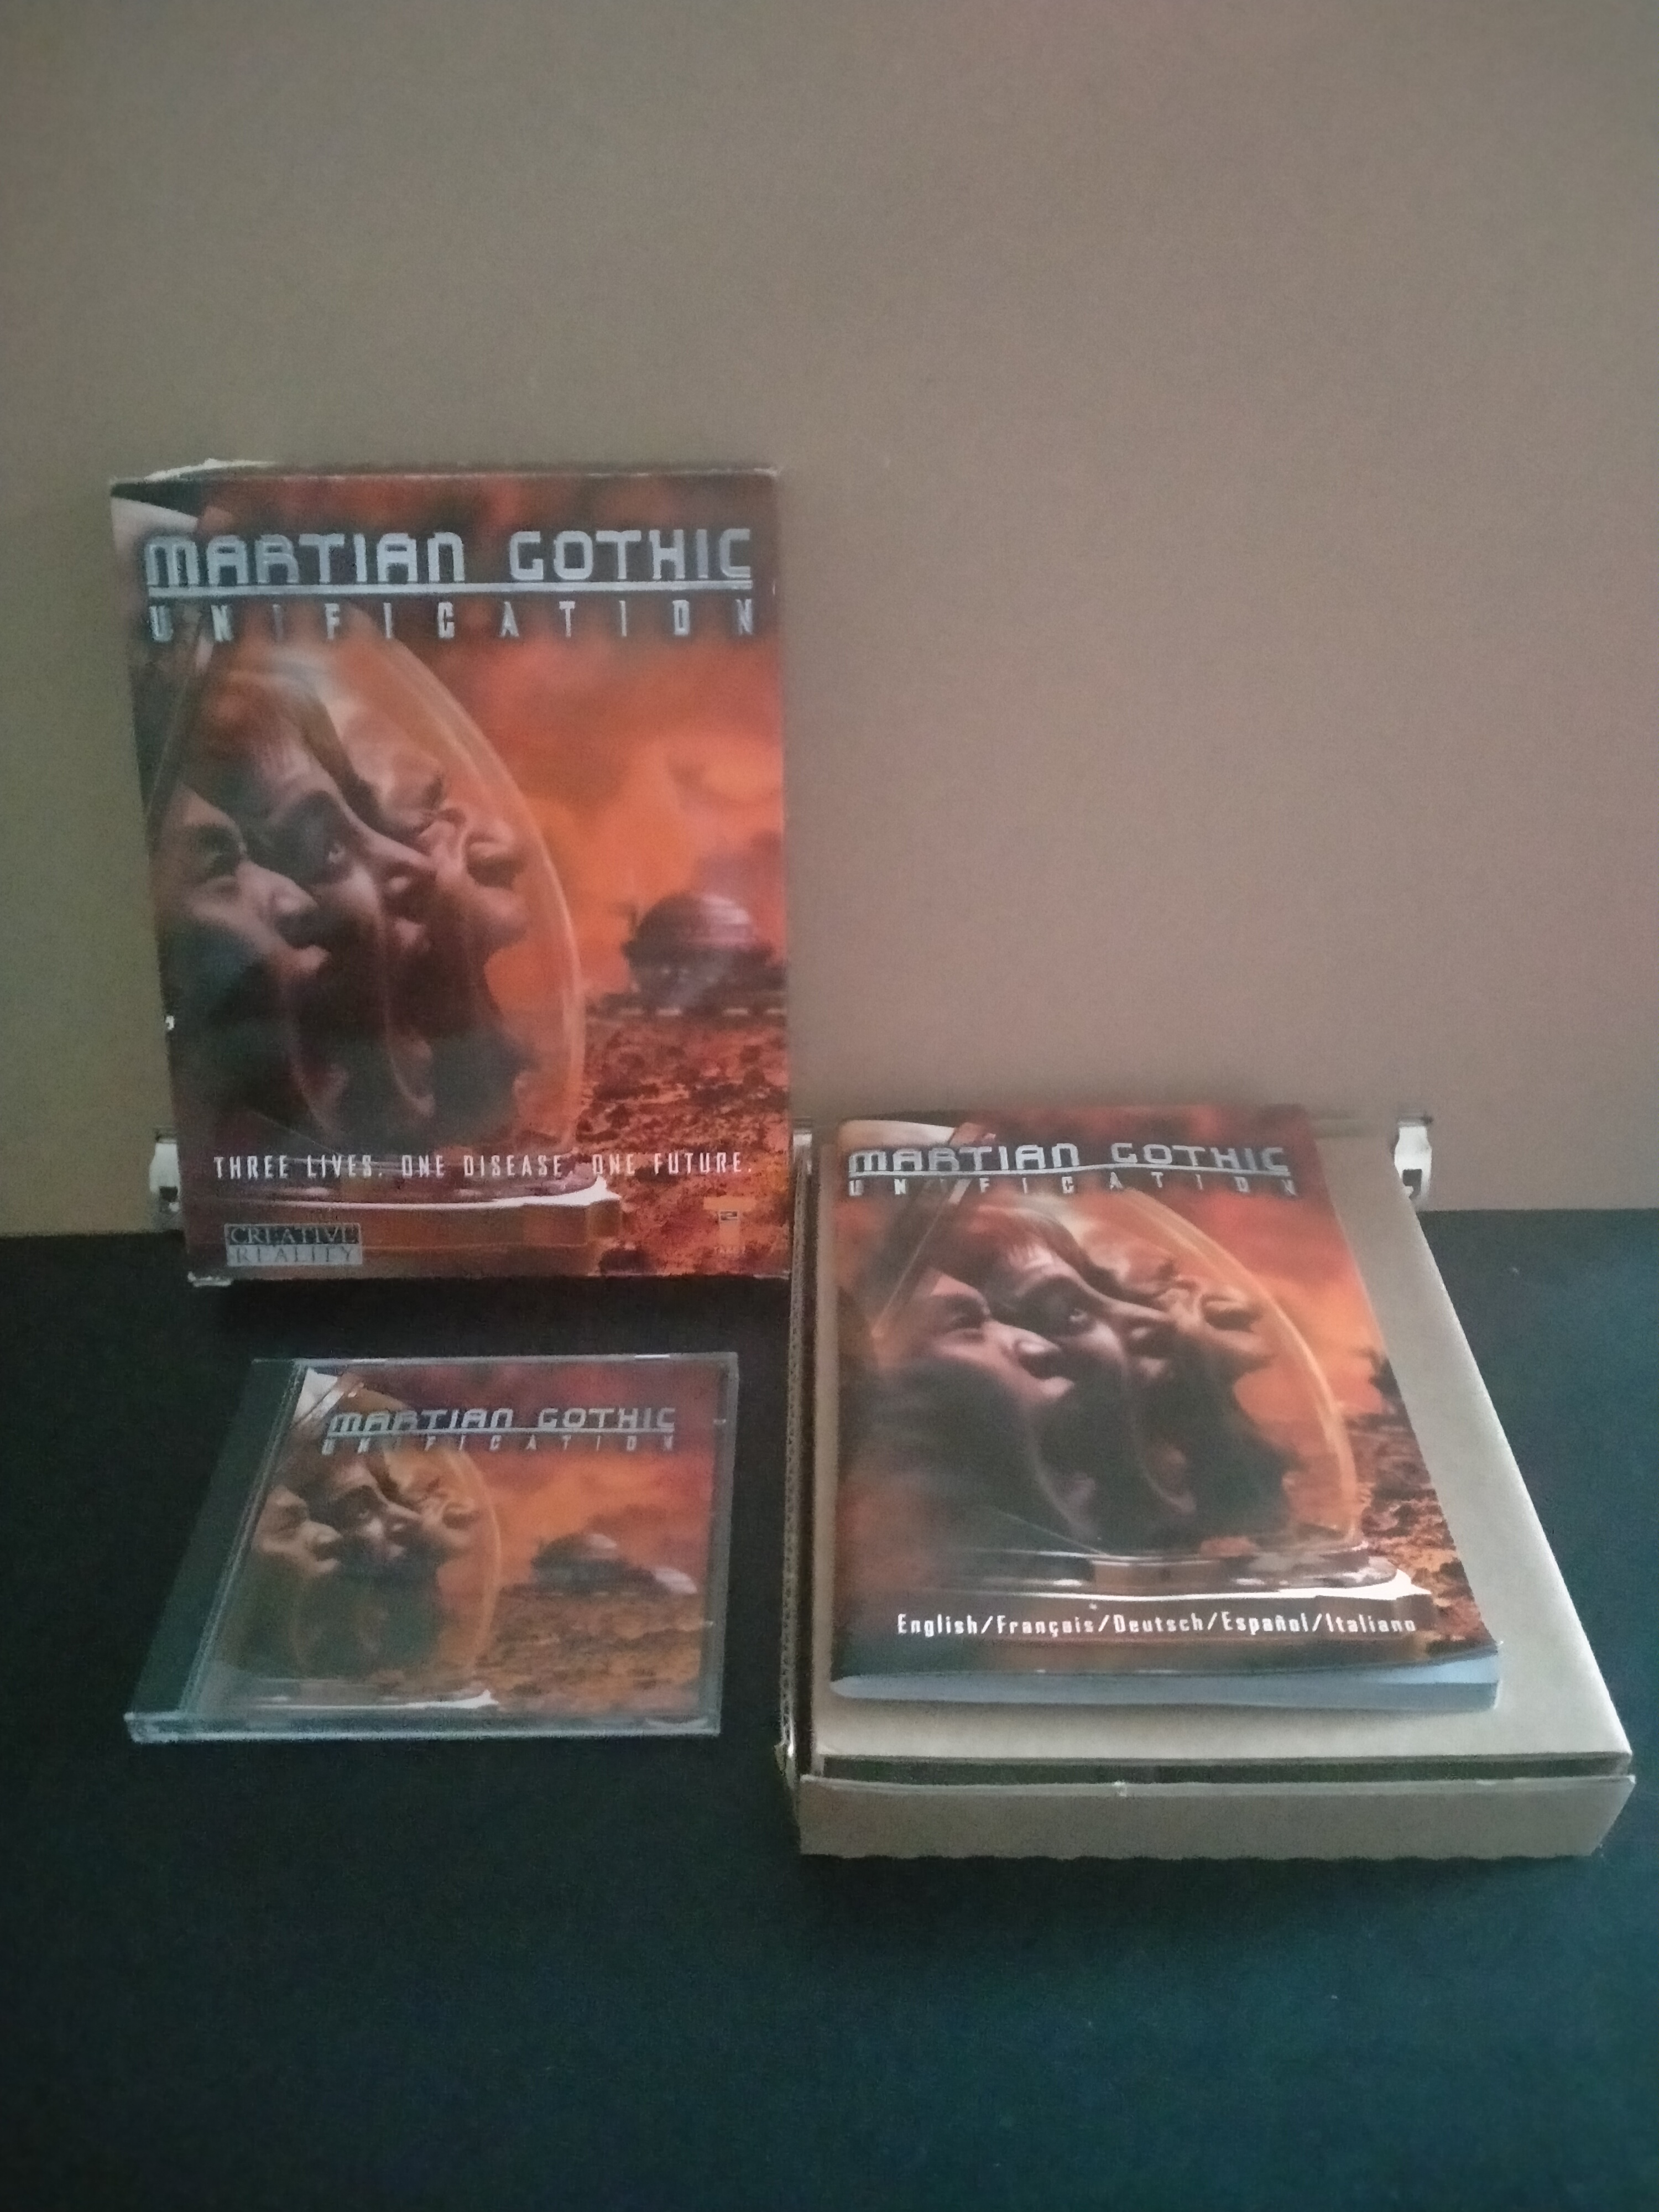 MARTIAN GOTHIC
UNIFICATION
THREE LIVES. ONE DISEASE. ONE FUTURE.
CREATIVE
REALITY
MARTIAN GOTHIC
UNIFICATION
English/Français/Deutsch/Español/Italiano
MARTIAN GOTHIC
UNIFICATION